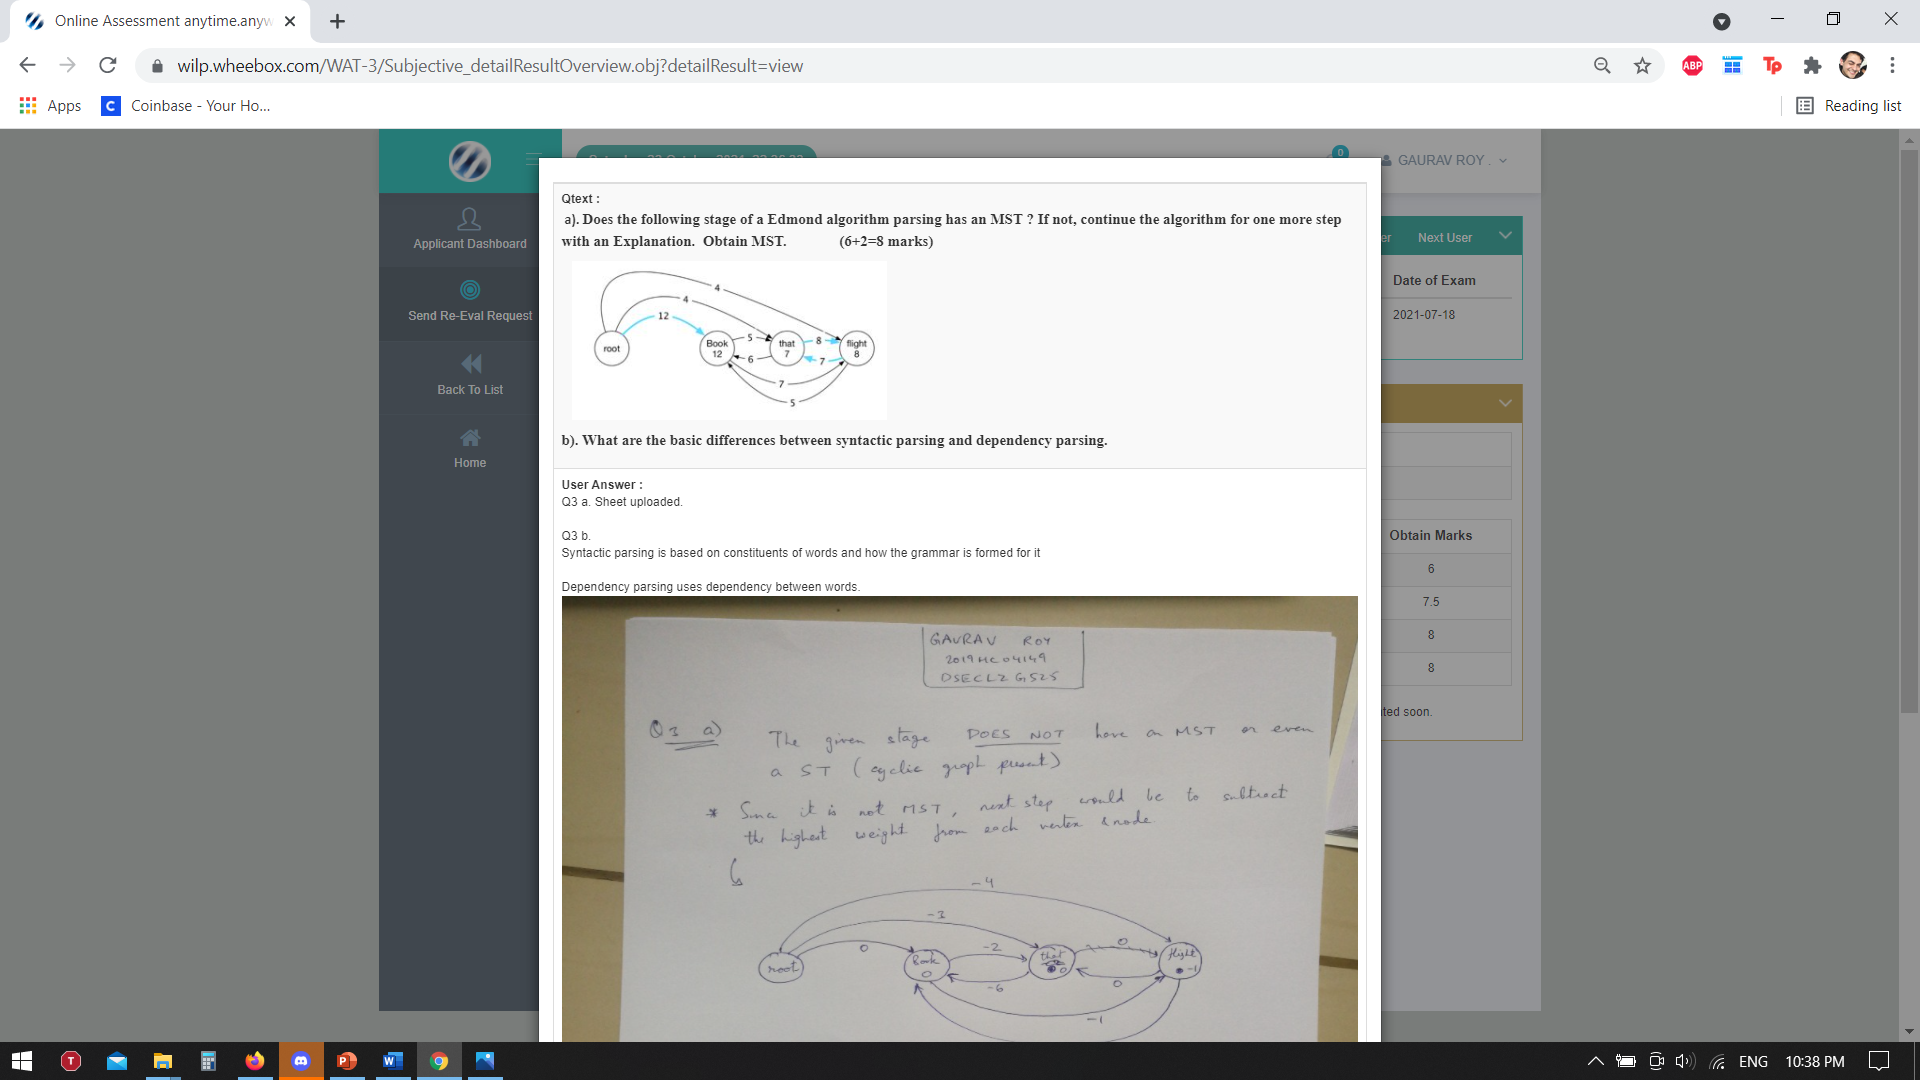 Online Assessment anytime.anyw
wilp.wheebox.com/WAT-3/Subjective_detailResultOverview.obj?detailResult=view
ABP
Tp
Apps
C
Coinbase - Your Ho...
Reading list
0
GAURAV ROY .
Applicant Dashboard
Send Re-Eval Request
Back To List
Home
er Next User
Date of Exam
2021-07-18
Obtain Marks
6
7.5
8
8
ted soon.
Qtext :
a). Does the following stage of a Edmond algorithm parsing has an MST ? If not, continue the algorithm for one more step
with an Explanation. Obtain MST. (6+2=8 marks)
4
4
12
root
Book
12
5
6
that
7
8
7
flight
8
7
5
b). What are the basic differences between syntactic parsing and dependency parsing.
User Answer :
Q3 a. Sheet uploaded.
Q3 b.
Syntactic parsing is based on constituents of words and how the grammar is formed for it
Dependency parsing uses dependency between words.
GAURAV ROY
DSECLZ G525
Q3 a) The given stage DOES NOT have an MST or even
a ST ( cyclic graph present )
* Since it is not MST, next step would be to subtract
the highest weight from each vertex & node.
-4
-3
0
root
Book
0
-2
-6
that
0
0
0
flight
-1
-1
T
P
W
ENG
10:38 PM